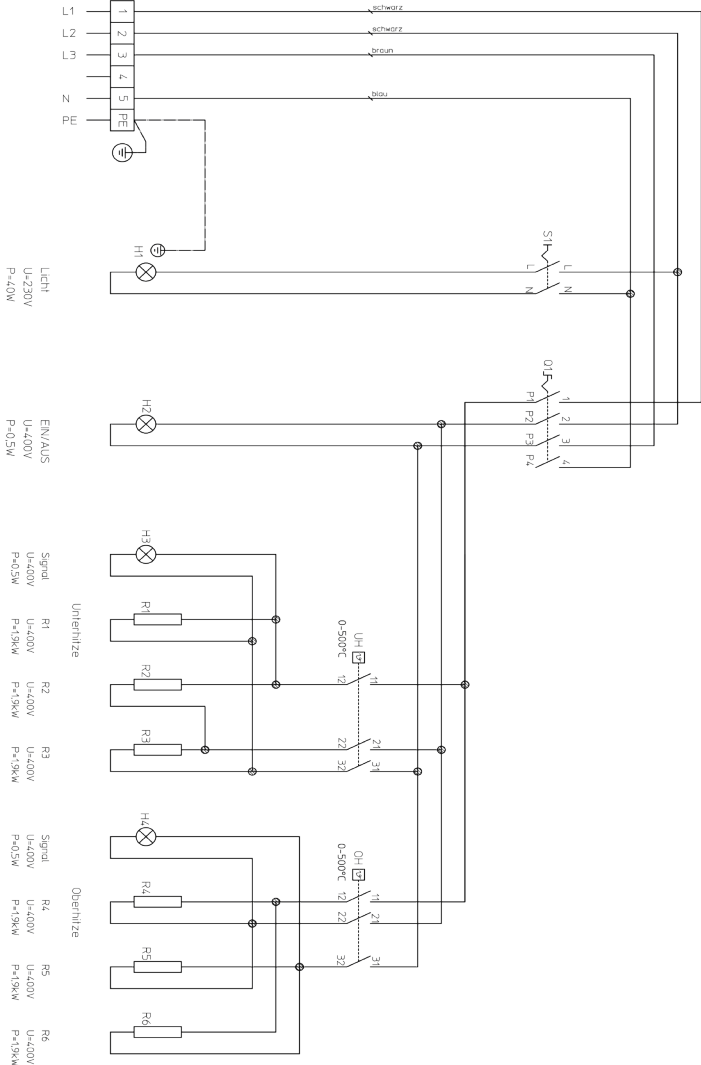 L1
1
schwarz
L2
2
schwarz
L3
3
braun
4
N
5
blau
PE
PE
S1
L
L
N
N
H1
Licht
U=230V
P=40W
Q1
P1
1
P2
2
P3
3
P4
4
H2
EIN/AUS
U=400V
P=0,5W
H3
Signal
U=400V
P=0,5W
Unterhitze
R1
R1
U=400V
P=1,9kW
UH
0-500°C
12
11
R2
R2
U=400V
P=1,9kW
22
21
32
31
R3
R3
U=400V
P=1,9kW
H4
Signal
U=400V
P=0,5W
Oberhitze
OH
0-500°C
12
11
22
21
R4
R4
U=400V
P=1,9kW
32
31
R5
R5
U=400V
P=1,9kW
R6
R6
U=400V
P=1,9kW